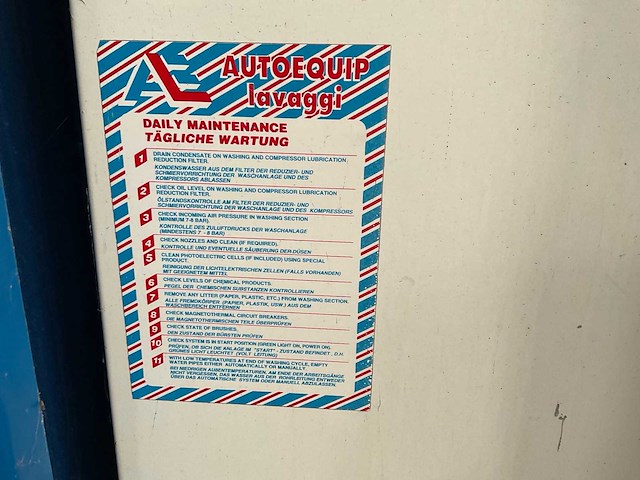 AE AUTOEQUIP
lavaggi
DAILY MAINTENANCE
TÄGLICHE WARTUNG
1 DRAIN CONDENSATE ON WASHING AND COMPRESSOR LUBRICATION
REDUCTION FILTER.
KONDENSWASSER AUS DEM FILTER DER REDUZIER- UND
SCHMIERVORRICHTUNG DER WASCHANLAGE UND DES
KOMPRESSORS ABLASSEN
2 CHECK OIL LEVEL ON WASHING AND COMPRESSOR LUBRICATION
REDUCTION FILTER.
ÖLSTANDSKONTROLLE AM FILTER DER REDUZIER- UND
SCHMIERVORRICHTUNG DER WASCHANLAGE UND DES KOMPRESSORS
3 CHECK INCOMING AIR PRESSURE IN WASHING SECTION
(MINIMUM 7-8 BAR).
KONTROLLE DES ZULUFTDRUCKS DER WASCHANLAGE
(MINDESTENS 7 - 8 BAR)
4 CHECK NOZZLES AND CLEAN (IF REQUIRED).
KONTROLLE UND EVENTUELLE SÄUBERUNG DER DÜSEN
5 CLEAN PHOTOELECTRIC CELLS (IF INCLUDED) USING SPECIAL
PRODUCT.
REINIGUNG DER LICHTELEKTRISCHEN ZELLEN (FALLS VORHANDEN)
MIT GEEIGNETEM MITTEL
6 CHECK LEVELS OF CHEMICAL PRODUCTS.
PEGEL DER CHEMISCHEN SUBSTANZEN KONTROLLIEREN
7 REMOVE ANY LITTER (PAPER, PLASTIC, ETC.) FROM WASHING SECTION.
ALLE FREMDKÖRPER (PAPIER, PLASTIK, USW.) AUS DEM
WASCHBEREICH ENTFERNEN
8 CHECK MAGNETOTHERMAL CIRCUIT BREAKERS.
DIE MAGNETOTHERMISCHEN TEILE ÜBERPRÜFEN
9 CHECK STATE OF BRUSHES.
DEN ZUSTAND DER BÜRSTEN PRÜFEN
10 CHECK SYSTEM IS IN START POSITION (GREEN LIGHT ON, POWER ON).
PRÜFEN, OB SICH DIE ANLAGE IM "START" - ZUSTAND BEFINDET, D.H.
GRÜNES LICHT LEUCHTET (VOLT LEITUNG)
11 WITH LOW TEMPERATURES AT END OF WASHING CYCLE, EMPTY
WATER PIPES EITHER AUTOMATICALLY OR MANUALLY.
BEI NIEDRIGEN AUßENTEMPERATUREN, AM ENDE DER ARBEITSGÄNGE
NICHT VERGESSEN, DAS WASSER AUS DER ROHRLEITUNG ENTWEDER
ÜBER DAS AUTOMATISCHE SYSTEM ODER MANUELL ABZULASSEN.